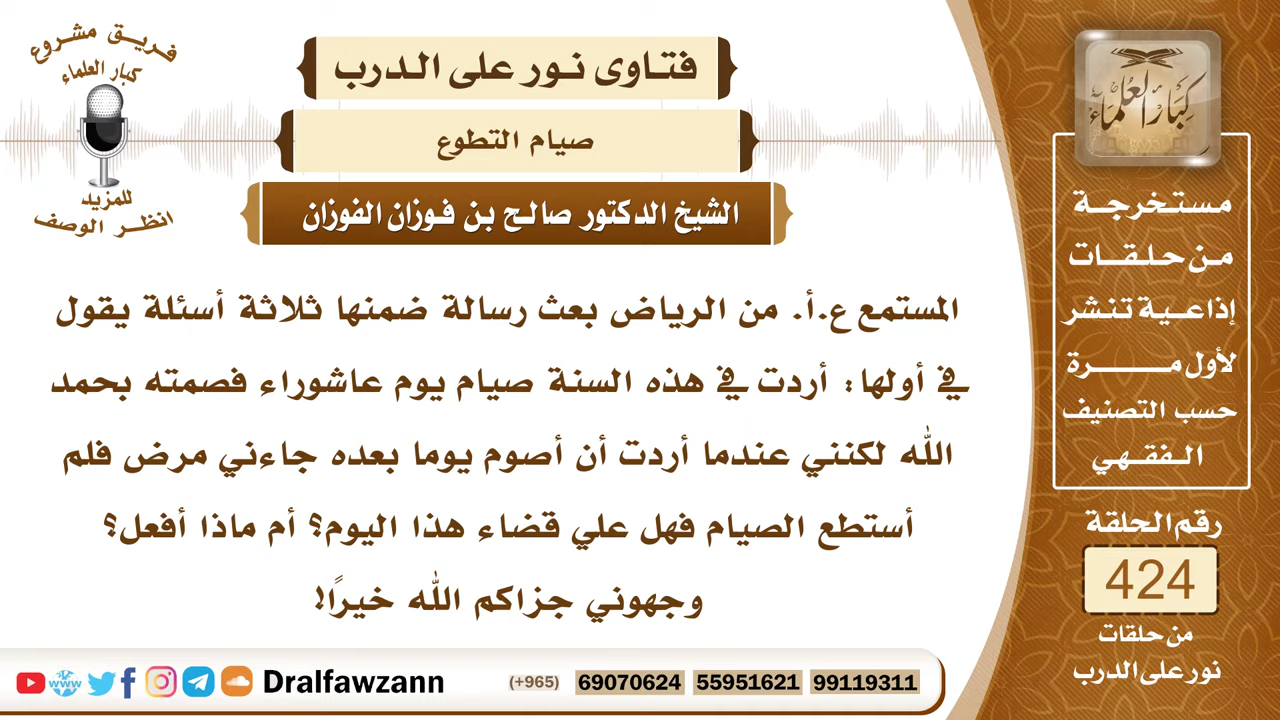 فريق مشروع
كبار العلماء
للمزيد
انظر الوصف
فتاوى نور على الدرب
صيام التطوع
الشيخ الدكتور صالح بن فوزان الفوزان
المستمع ع.أ. من الرياض بعث رسالة ضمنها ثلاثة أسئلة يقول
في أولها: أردت في هذه السنة صيام يوم عاشوراء فصمته بحمد
الله لكنني عندما أردت أن أصوم يوما بعده جاءني مرض فلم
أستطع الصيام فهل علي قضاء هذا اليوم؟ أم ماذا أفعل؟
وجهوني جزاكم الله خيرًا!
كبار العلماء
مستخرجة
من حلقات
إذاعية تنشر
لأول مرة
حسب التصنيف
الفقهي
رقم الحلقة
424
من حلقات
نور على الدرب
www Dralfawzann (+965) 69070624 55951621 99119311